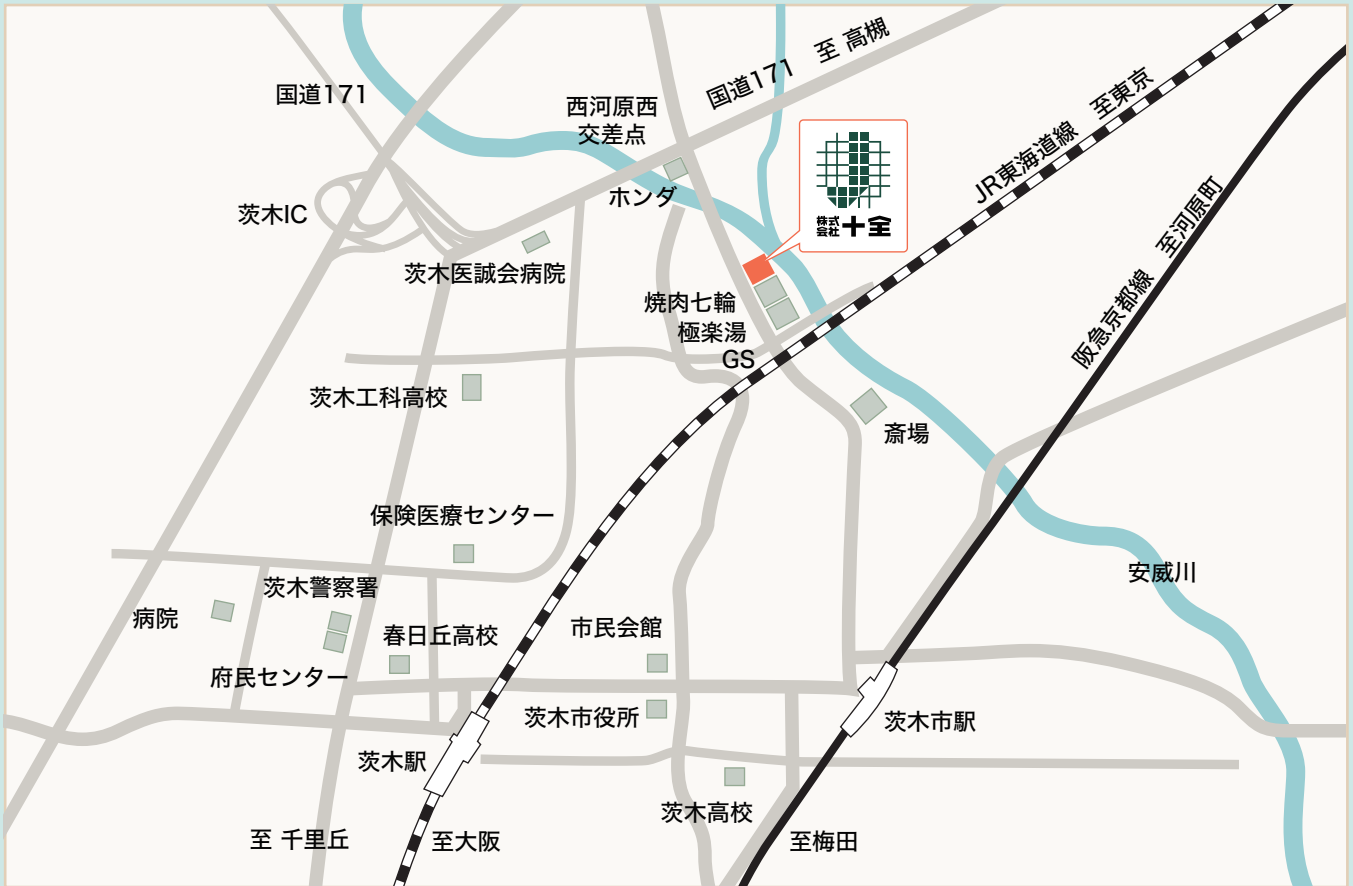 国道171 至 高槻
国道171
西河原西
交差点
JR東海道線 至東京
ホンダ
株式
会社十全
茨木IC
阪急京都線 至河原町
茨木医誠会病院
焼肉七輪
極楽湯
GS
茨木工科高校
斎場
保険医療センター
安威川
茨木警察署
病院
春日丘高校
市民会館
府民センター
茨木市役所
茨木市駅
茨木駅
茨木高校
至 千里丘
至大阪
至梅田